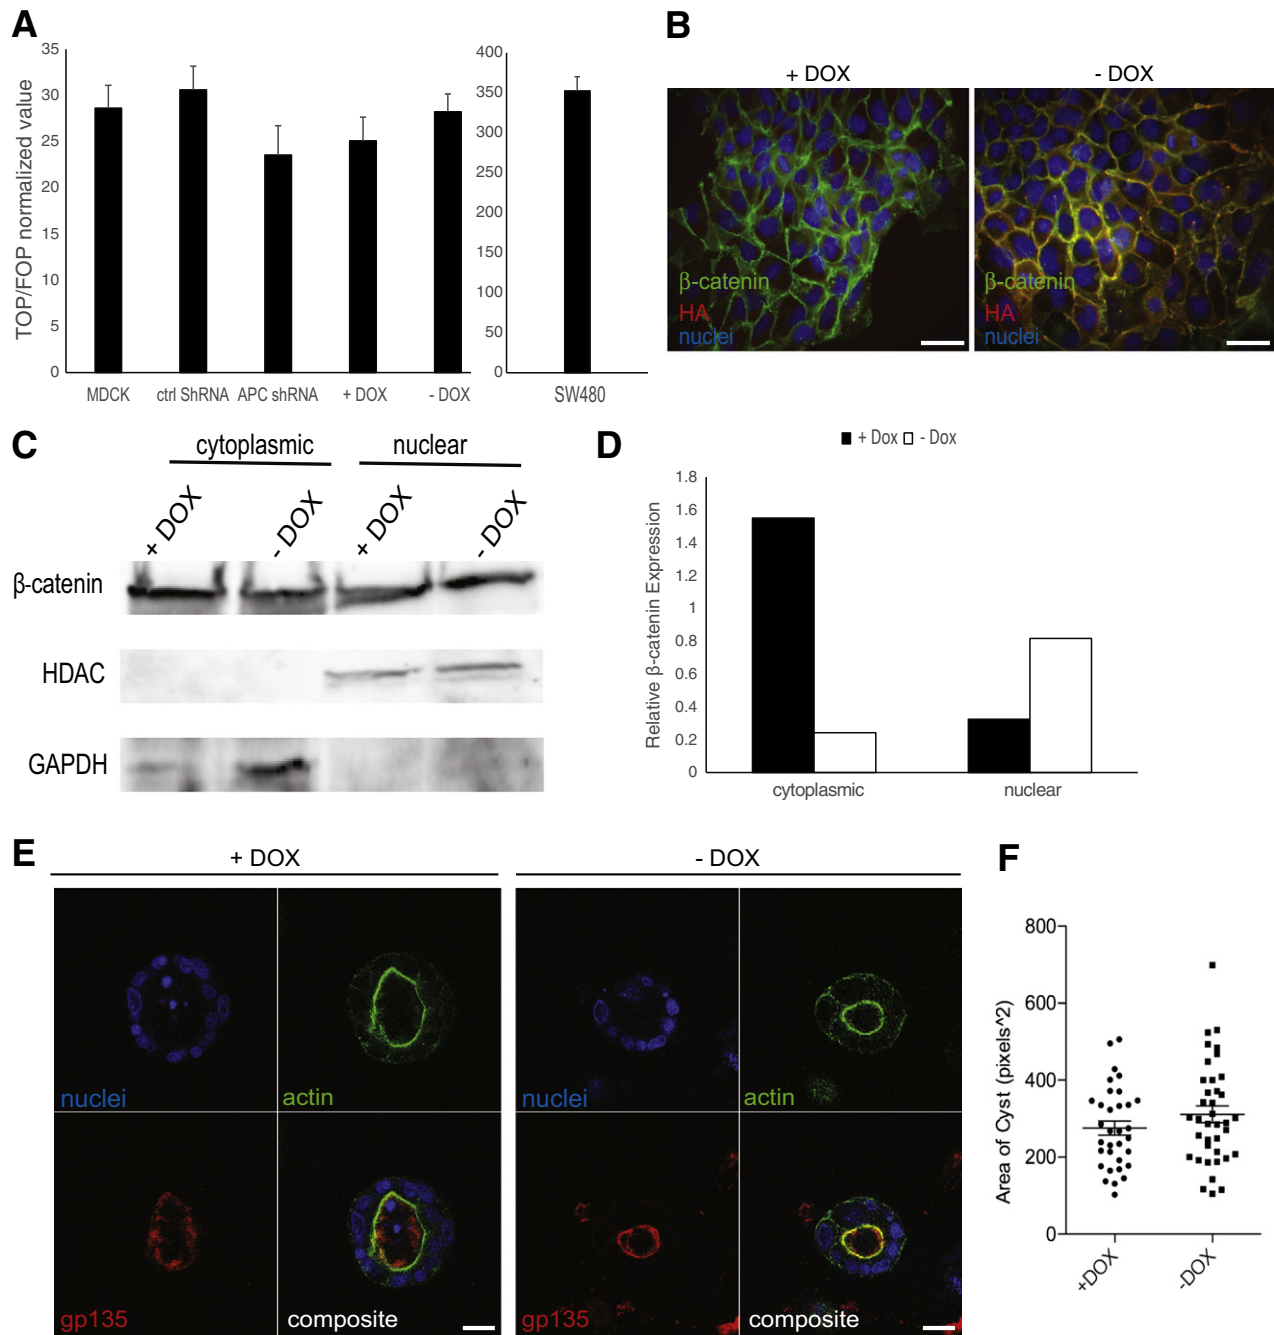 A
TOP/FOP normalized value
35
30
25
20
15
10
5
0
MDCK
ctrl ShRNA
APC shRNA
+ DOX
- DOX
400
350
300
250
200
150
100
50
0
SW480
B
+ DOX
- DOX
β-catenin
HA
nuclei
β-catenin
HA
nuclei
C
cytoplasmic
nuclear
+ DOX
- DOX
+ DOX
- DOX
β-catenin
HDAC
GAPDH
D
+ Dox
- Dox
Relative β-catenin Expression
1.8
1.6
1.4
1.2
1
0.8
0.6
0.4
0.2
0
cytoplasmic
nuclear
E
+ DOX
- DOX
nuclei
actin
nuclei
actin
gp135
composite
gp135
composite
F
Area of Cyst (pixels^2)
800
600
400
200
0
+DOX
-DOX